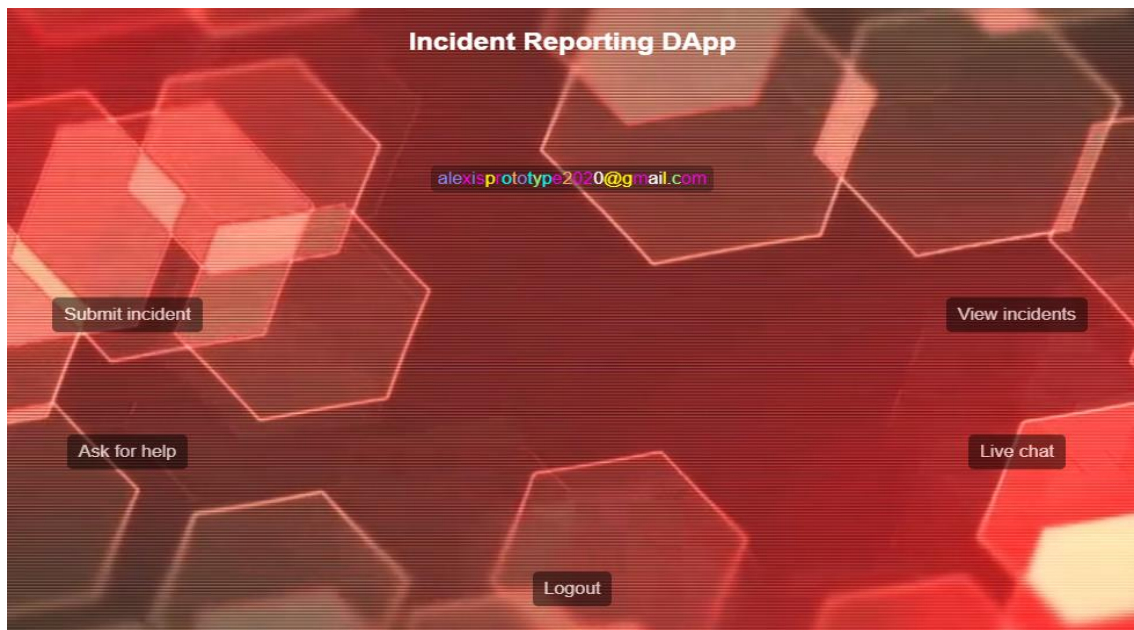 Incident Reporting DApp
alexisprototype2020@gmail.com
Submit incident
View incidents
Ask for help
Live chat
Logout